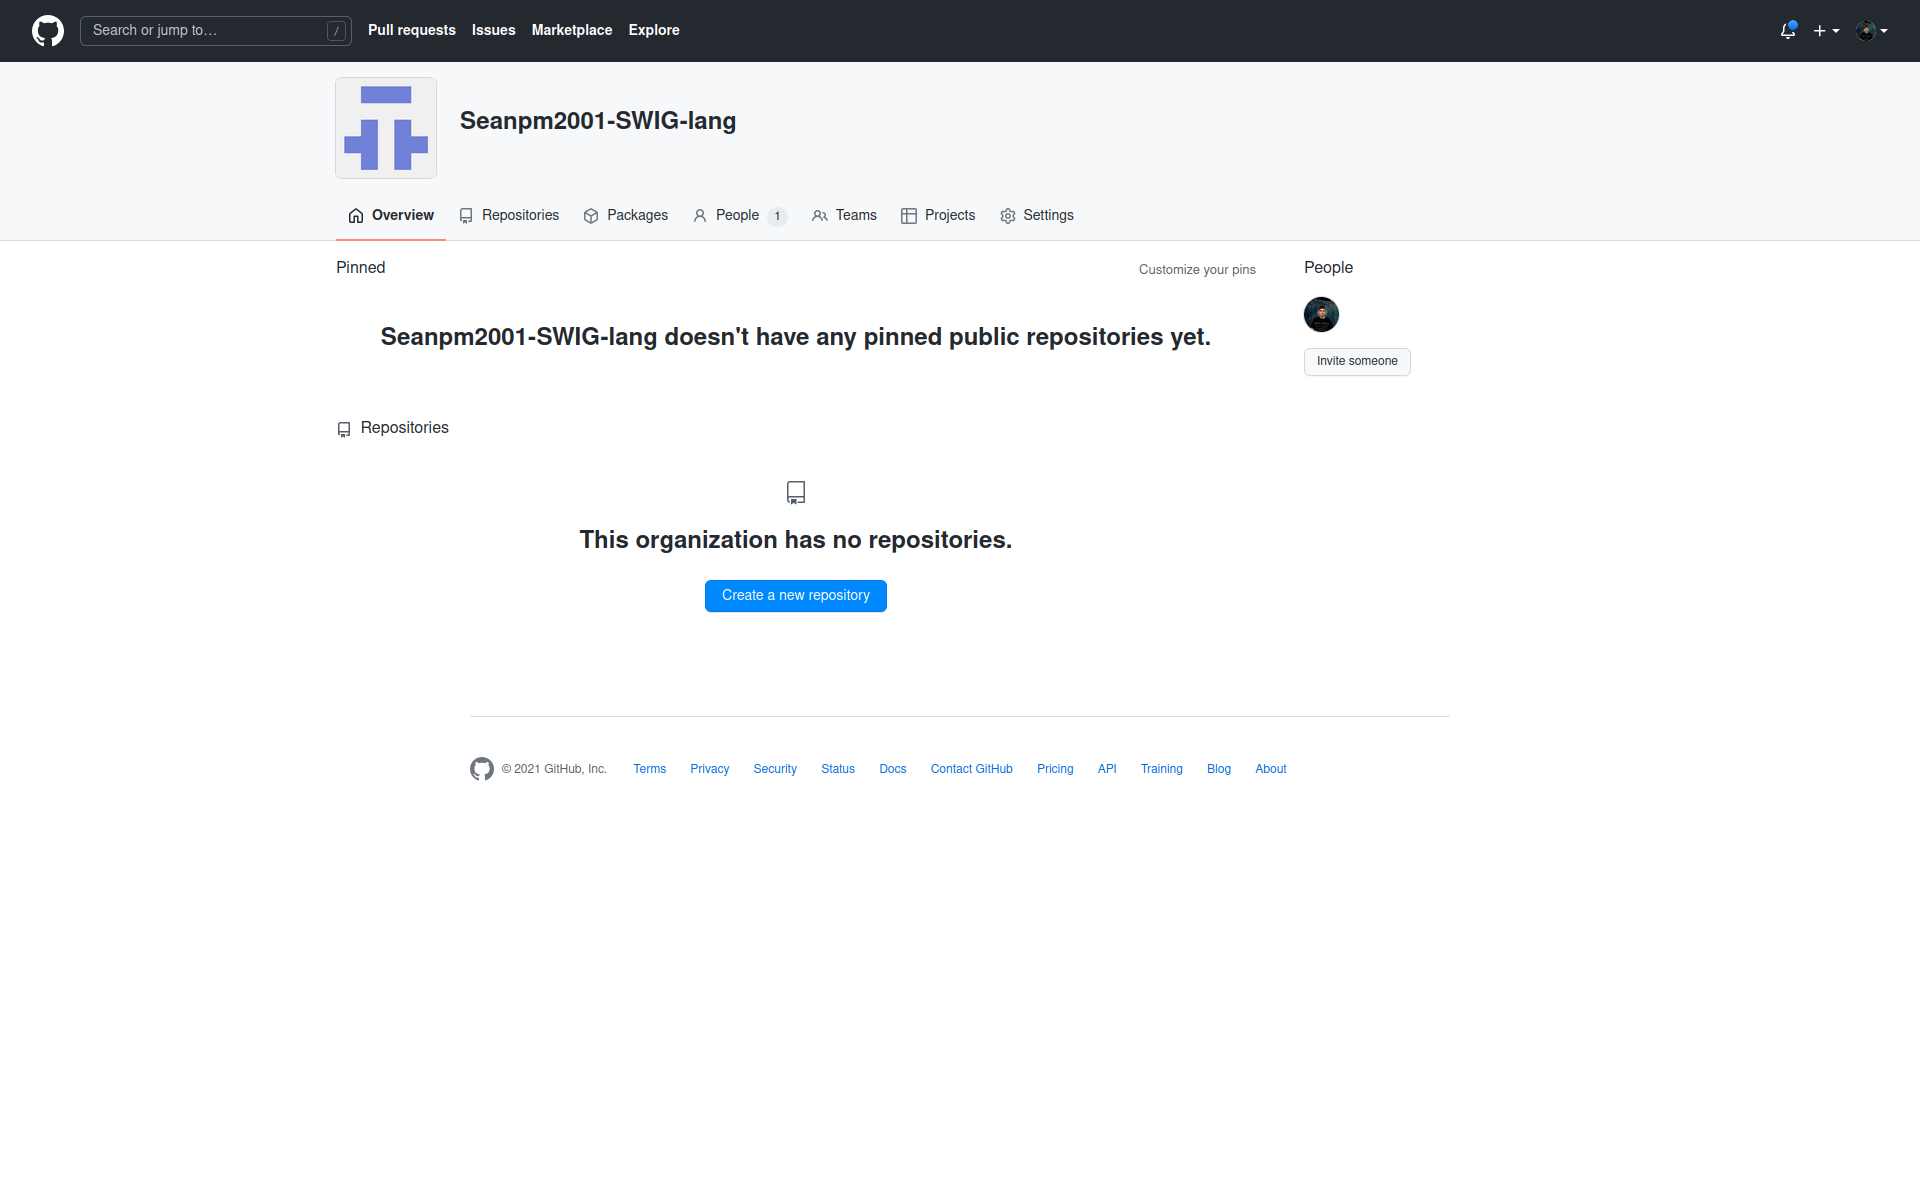 Search or jump to… /
Pull requests Issues Marketplace Explore
Seanpm2001-SWIG-lang
Overview Repositories Packages People 1 Teams Projects Settings
Pinned
Customize your pins
Seanpm2001-SWIG-lang doesn't have any pinned public repositories yet.
People
Invite someone
Repositories
This organization has no repositories.
Create a new repository
© 2021 GitHub, Inc. Terms Privacy Security Status Docs Contact GitHub Pricing API Training Blog About